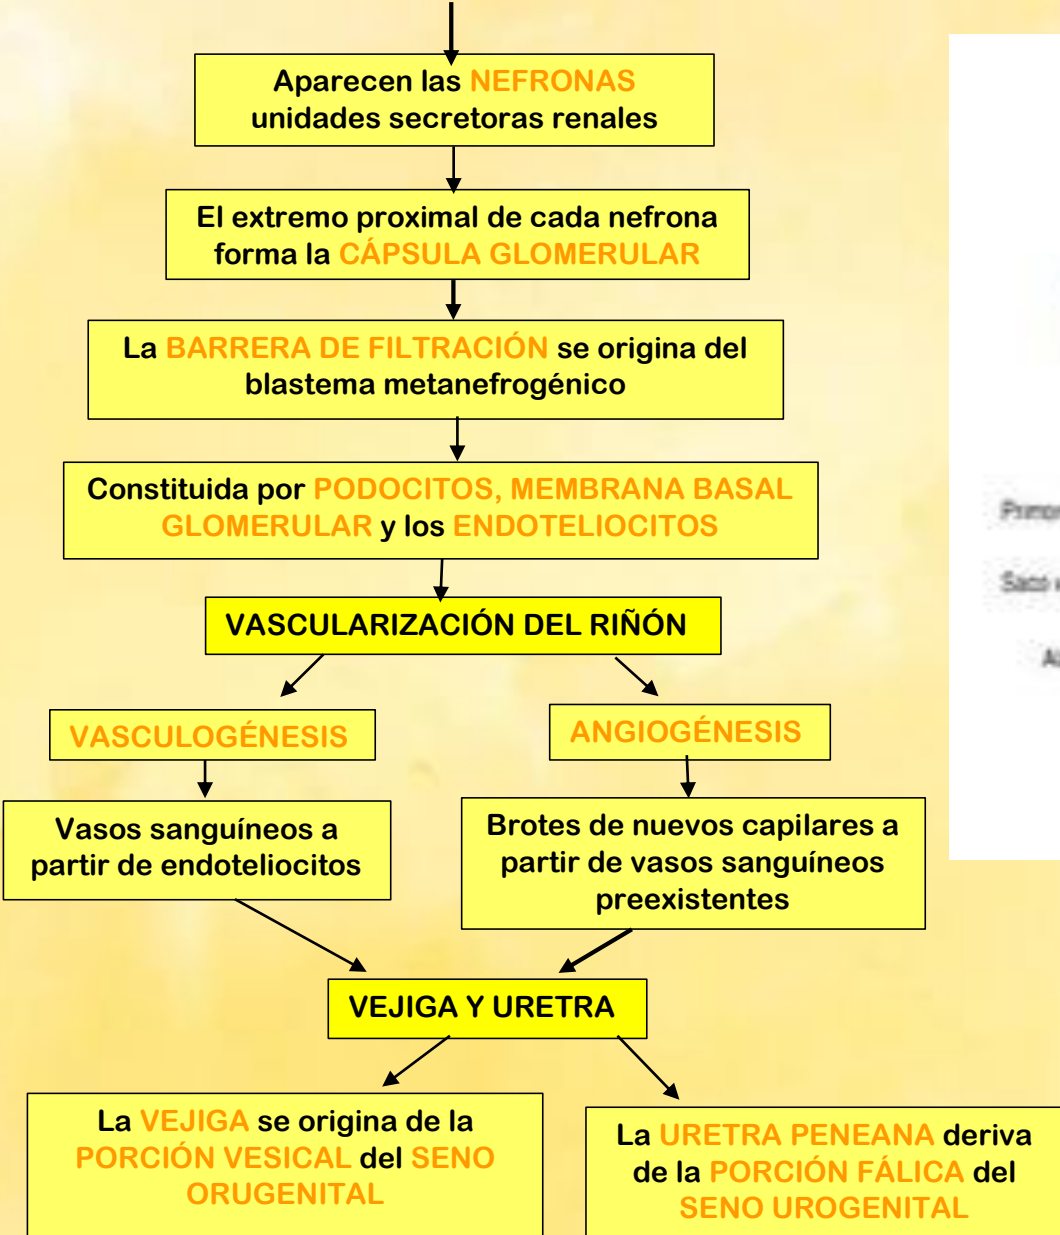 Aparecen las NEFRONAS
unidades secretoras renales
El extremo proximal de cada nefrona
forma la CÁPSULA GLOMERULAR
La BARRERA DE FILTRACIÓN se origina del
blastema metanefrogénico
Constituida por PODOCITOS, MEMBRANA BASAL
GLOMERULAR y los ENDOTELIOCITOS
VASCULARIZACIÓN DEL RIÑÓN
VASCULOGÉNESIS
ANGIOGÉNESIS
Vasos sanguíneos a
partir de endoteliocitos
Brotes de nuevos capilares a
partir de vasos sanguíneos
preexistentes
VEJIGA Y URETRA
La VEJIGA se origina de la
PORCIÓN VESICAL del SENO
ORUGENITAL
La URETRA PENEANA deriva
de la PORCIÓN FÁLICA del
SENO UROGENITAL
Saco